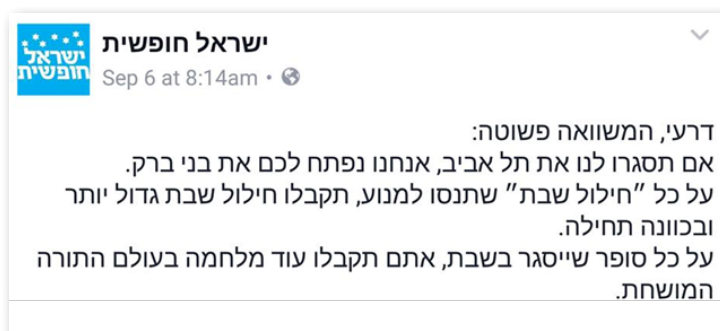 ישראל חופשית
ישראל
חופשית
Sep 6 at 8:14am •
דרעי, המשוואה פשוטה:
אם תסגרו לנו את תל אביב, אנחנו נפתח לכם את בני ברק.
על כל ״חילול שבת״ שתנסו למנוע, תקבלו חילול שבת גדול יותר
ובכוונה תחילה.
על כל סופר שייסגר בשבת, אתם תקבלו עוד מלחמה בעולם התורה
המושחת.